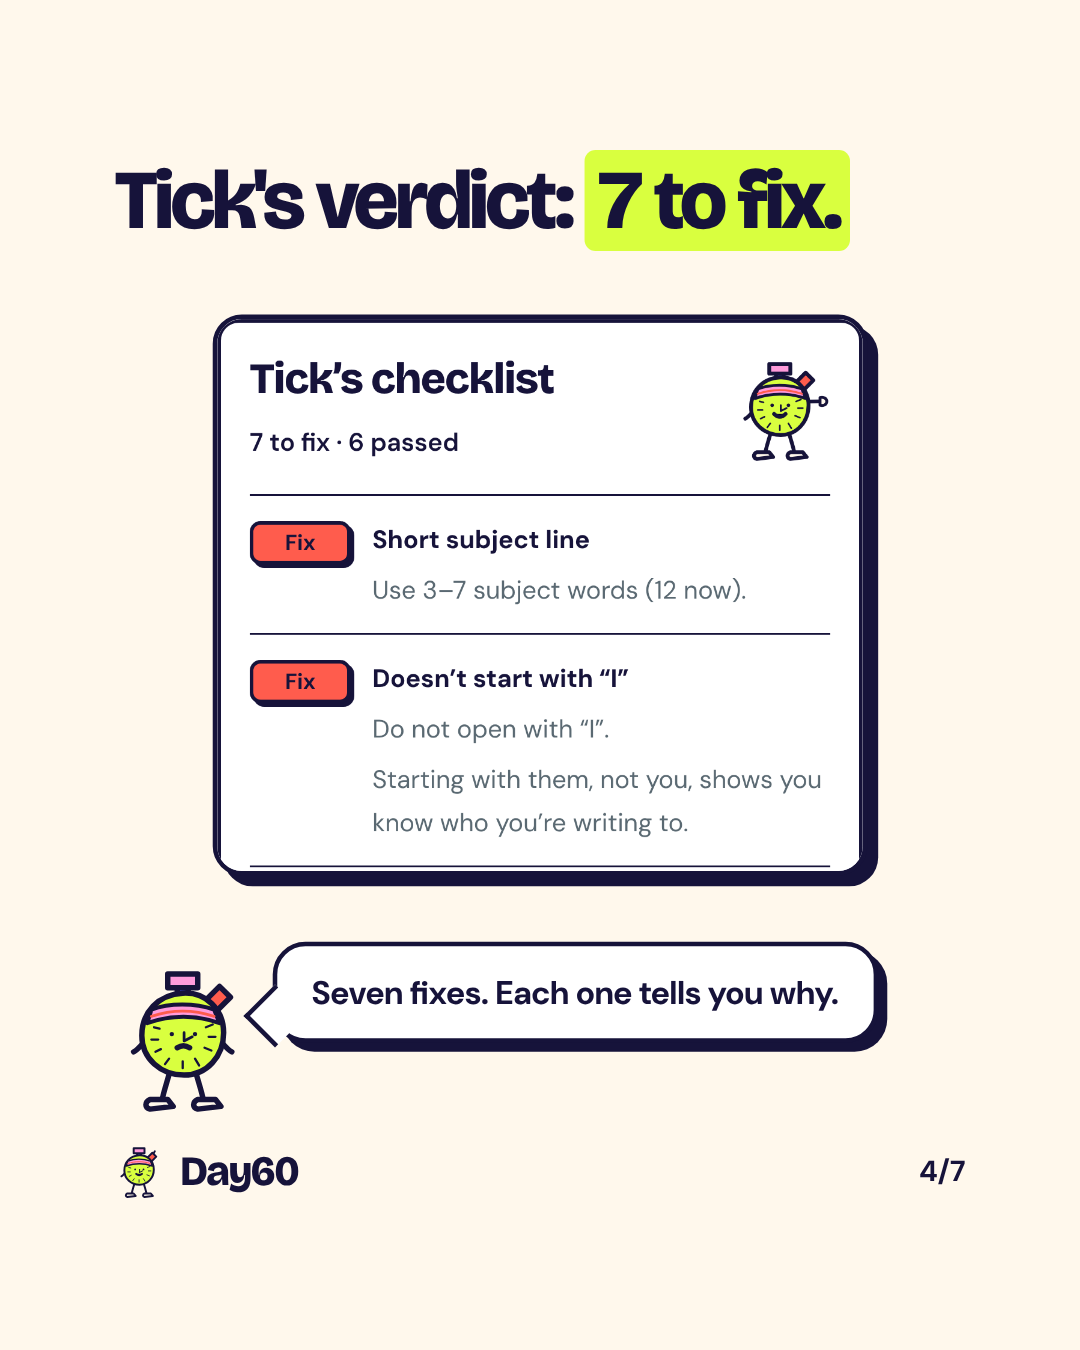 Tick's verdict: 7 to fix.
Tick’s checklist
7 to fix · 6 passed
Fix
Short subject line
Use 3–7 subject words (12 now).
Fix
Doesn’t start with “I”
Do not open with “I”.
Starting with them, not you, shows you
know who you’re writing to.
Seven fixes. Each one tells you why.
Day60
4/7